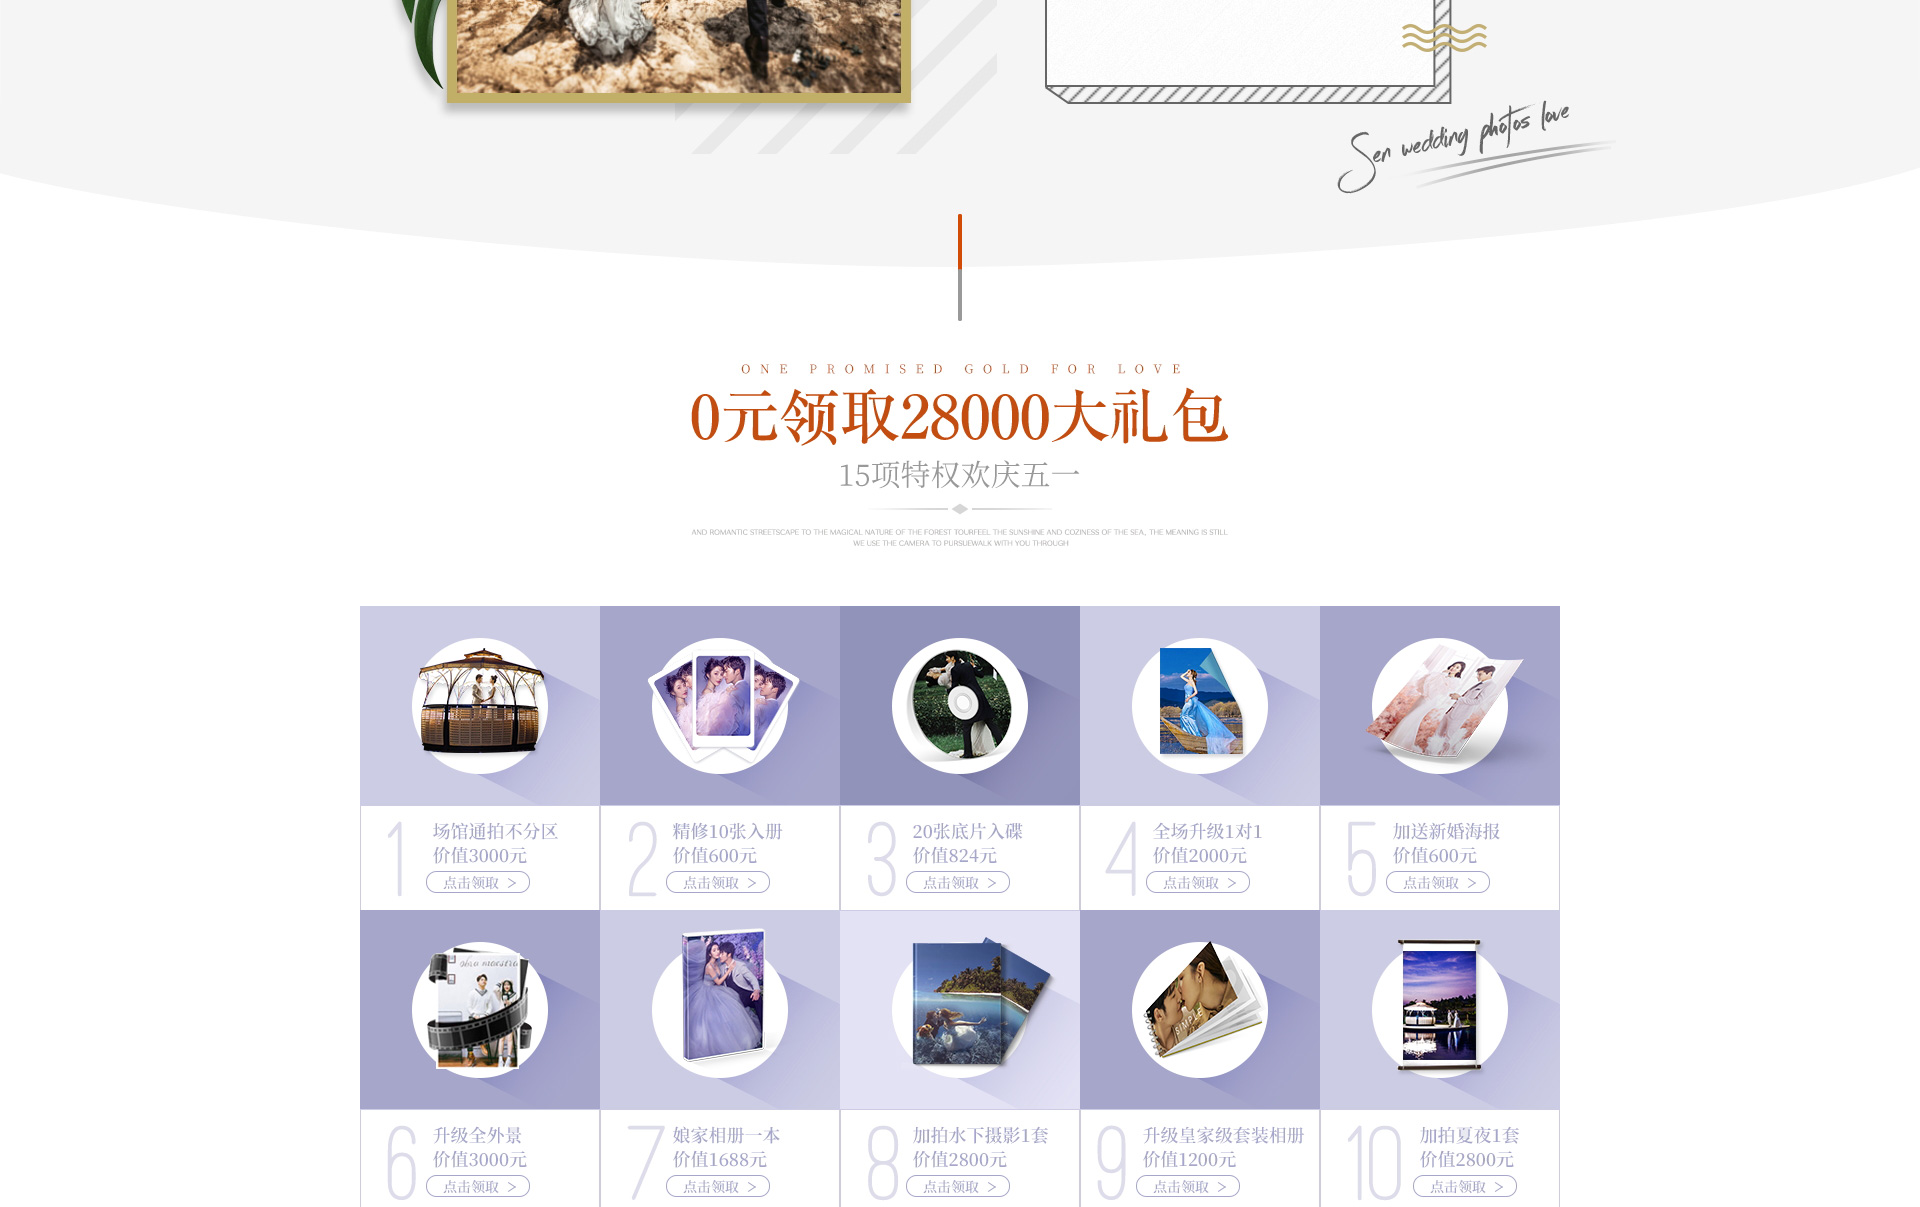 Sen wedding photos love
ONE PROMISED GOLD FOR LOVE
0元领取28000大礼包
15项特权欢庆五一
AND ROMANTIC STREETSCAPE TO THE MAGICAL NATURE OF THE FOREST TOURFEEL THE SUNSHINE AND COZINESS OF THE SEA, THE MEANING IS STILL
WE USE THE CAMERA TO PURSUEWALK WITH YOU THROUGH
1
场馆通拍不分区
价值3000元
点击领取 >
2
精修10张入册
价值600元
点击领取 >
3
20张底片入碟
价值824元
点击领取 >
4
全场升级1对1
价值2000元
点击领取 >
5
加送新婚海报
价值600元
点击领取 >
SIMPLE
6
升级全外景
价值3000元
点击领取 >
7
娘家相册一本
价值1688元
点击领取 >
8
加拍水下摄影1套
价值2800元
点击领取 >
9
升级皇家级套装相册
价值1200元
点击领取 >
10
加拍夏夜1套
价值2800元
点击领取 >